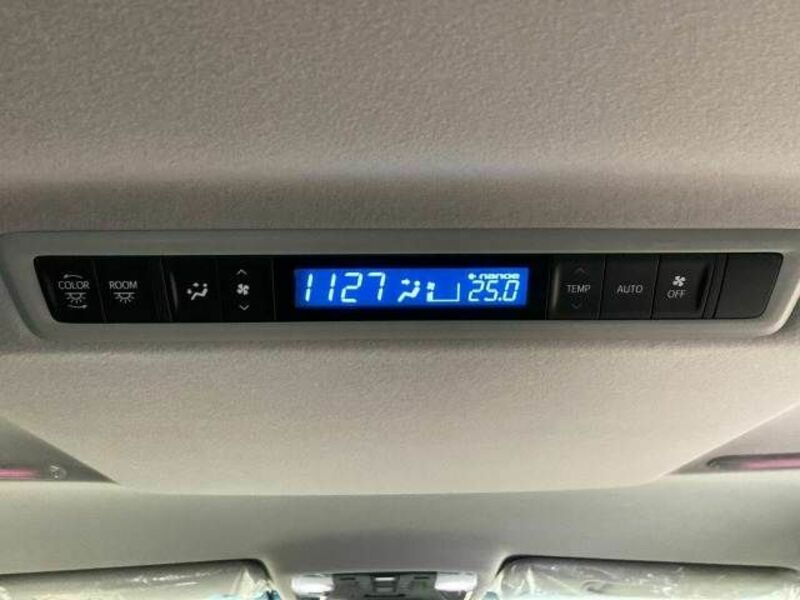 COLOR
ROOM
1127
nanoe
25.0
TEMP
AUTO
OFF